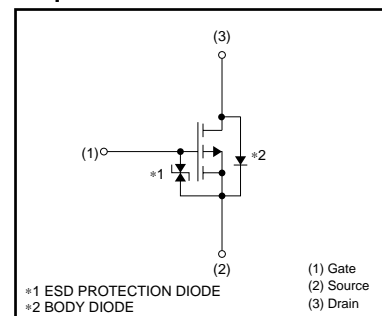 (3)
(1)
∗1
∗2
(2)
∗1 ESD PROTECTION DIODE
∗2 BODY DIODE
(1) Gate
(2) Source
(3) Drain